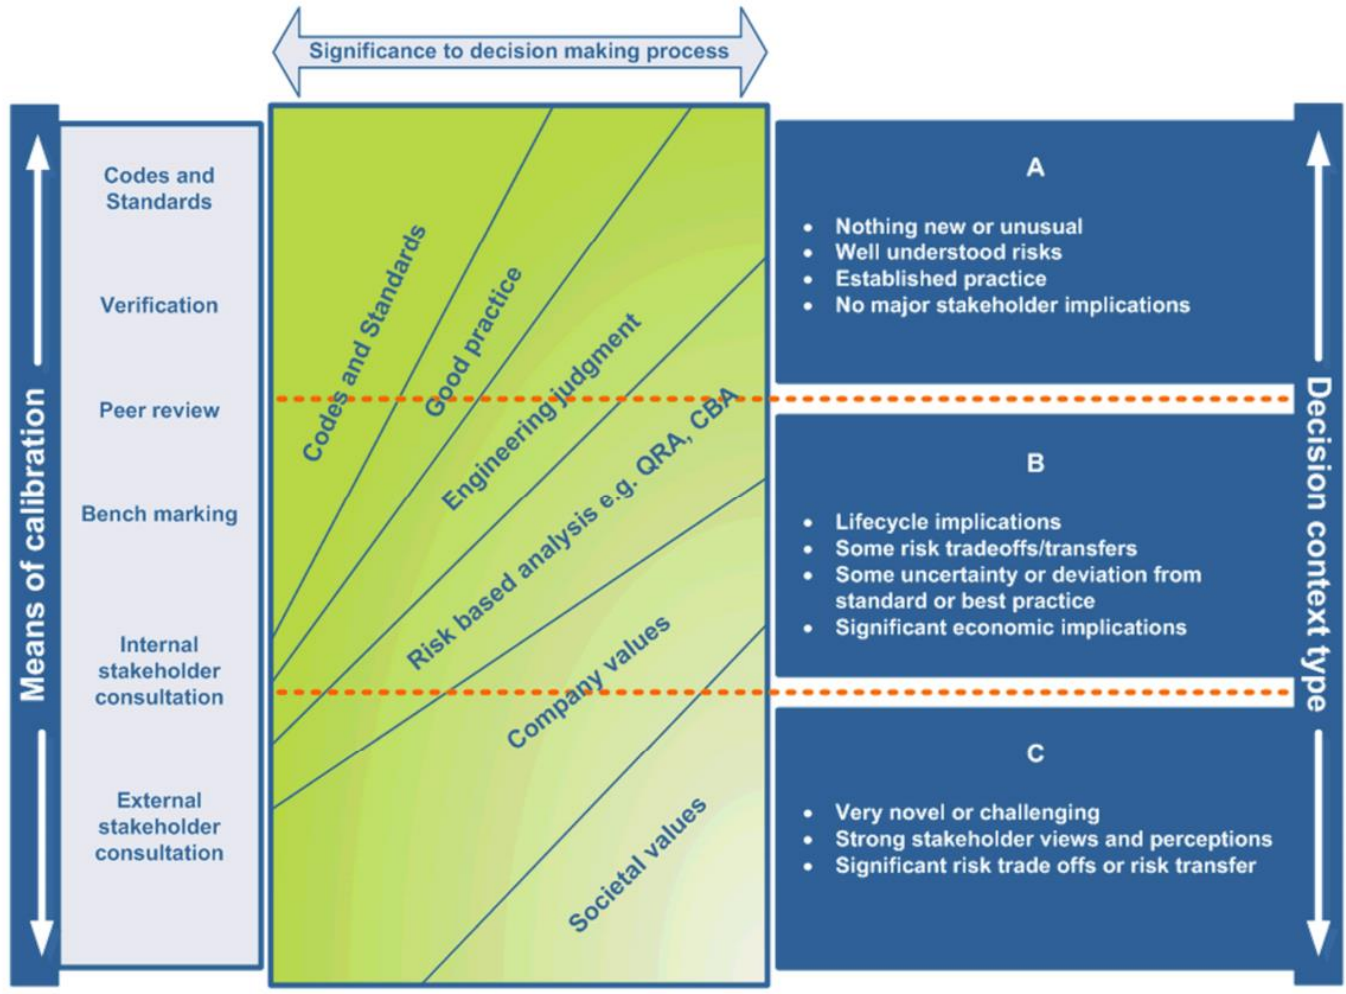 Significance to decision making process
Means of calibration
Codes and
Standards
Verification
Peer review
Bench marking
Internal
stakeholder
consultation
External
stakeholder
consultation
Codes and Standards
Good practice
Engineering judgment
Risk based analysis e.g. QRA, CBA
Company values
Societal values
A
• Nothing new or unusual
• Well understood risks
• Established practice
• No major stakeholder implications
B
• Lifecycle implications
• Some risk tradeoffs/transfers
• Some uncertainty or deviation from
standard or best practice
• Significant economic implications
C
• Very novel or challenging
• Strong stakeholder views and perceptions
• Significant risk trade offs or risk transfer
Decision context type